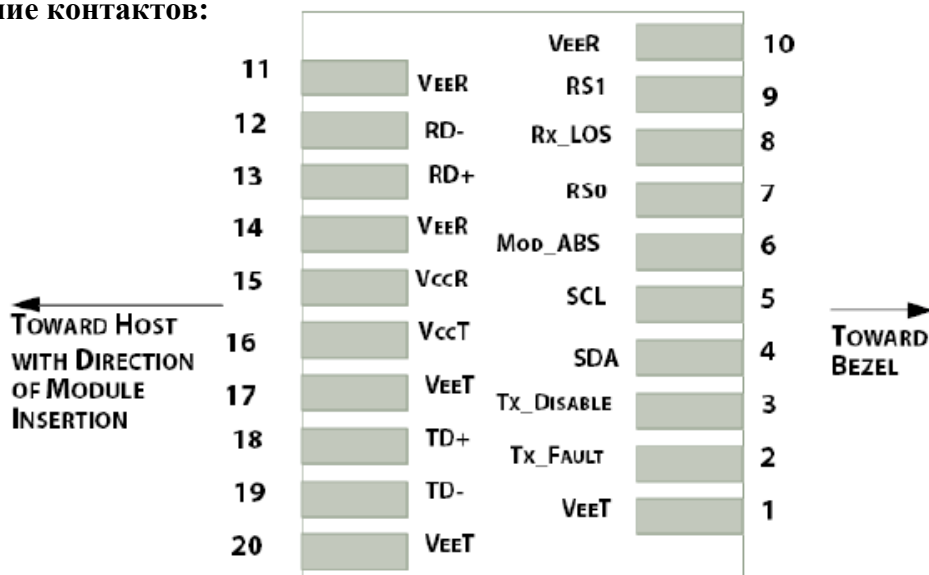 ние контактов:
11 VEER
12 RD-
13 RD+
14 VEER
15 VccR
16 VccT
17 VEET
18 TD+
19 TD-
20 VEET
VEER 10
RS1 9
Rx_LOS 8
RS0 7
MOD_ABS 6
SCL 5
SDA 4
TX_DISABLE 3
TX_FAULT 2
VEET 1
TOWARD HOST
WITH DIRECTION
OF MODULE
INSERTION
TOWARD
BEZEL